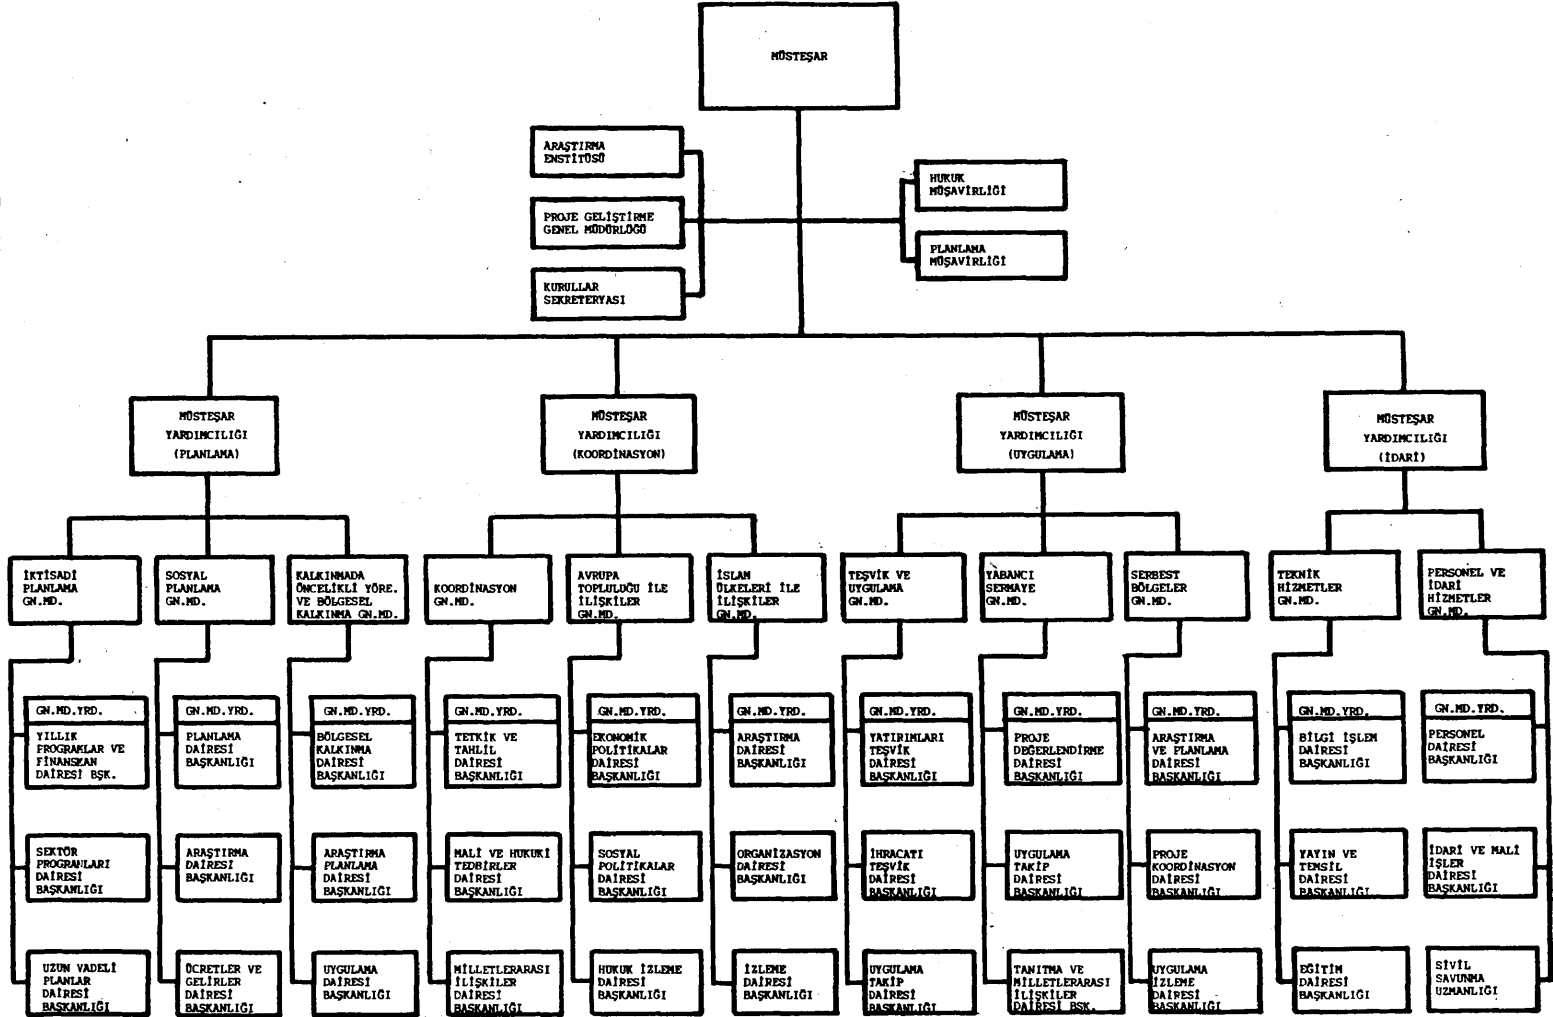 MÜSTEŞAR
ARAŞTIRMA
ENSTİTÜSÜ
PROJE GELİŞTİRME
GENEL MÜDÜRLÜĞÜ
KURULLAR
SEKRETERYASI
HUKUK
MÜŞAVİRLİĞİ
PLANLAMA
MÜŞAVİRLİĞİ
MÜSTEŞAR
YARDIMCILIĞI
(PLANLAMA)
MÜSTEŞAR
YARDIMCILIĞI
(KOORDİNASYON)
MÜSTEŞAR
YARDIMCILIĞI
(UYGULAMA)
MÜSTEŞAR
YARDIMCILIĞI
(İDARİ)
İKTİSADİ
PLANLAMA
GN.MD.
SOSYAL
PLANLAMA
GN.MD.
KALKINMADA
ÖNCELİKLİ YÖRE.
VE BÖLGESEL
KALKINMA GN.MD.
KOORDİNASYON
GN.MD.
AVRUPA
TOPLULUĞU İLE
İLİŞKİLER
GN.MD.
İSLAM
ÜLKELERİ İLE
İLİŞKİLER
GN.MD.
TEŞVİK VE
UYGULAMA
GN.MD.
YABANCI
SERMAYE
GN.MD.
SERBEST
BÖLGELER
GN.MD.
TEKNİK
HİZMETLER
GN.MD.
PERSONEL VE
İDARİ
HİZMETLER
GN.MD.
GN.MD.YRD.
YILLIK
PROGRAMLAR VE
FİNANSMAN
DAİRESİ BŞK.
GN.MD.YRD.
PLANLAMA
DAİRESİ
BAŞKANLIĞI
GN.MD.YRD.
BÖLGESEL
KALKINMA
DAİRESİ
BAŞKANLIĞI
GN.MD.YRD.
TETKİK VE
TAHLİL
DAİRESİ
BAŞKANLIĞI
GN.MD.YRD.
EKONOMİK
POLİTİKALAR
DAİRESİ
BAŞKANLIĞI
GN.MD.YRD.
ARAŞTIRMA
DAİRESİ
BAŞKANLIĞI
GN.MD.YRD.
YATIRIMLARI
TEŞVİK
DAİRESİ
BAŞKANLIĞI
GN.MD.YRD.
PROJE
DEĞERLENDİRME
DAİRESİ
BAŞKANLIĞI
GN.MD.YRD.
ARAŞTIRMA
VE PLANLAMA
DAİRESİ
BAŞKANLIĞI
GN.MD.YRD.
BİLGİ İŞLEM
DAİRESİ
BAŞKANLIĞI
GN.MD.YRD.
PERSONEL
DAİRESİ
BAŞKANLIĞI
SEKTÖR
PROGRAMLARI
DAİRESİ
BAŞKANLIĞI
ARAŞTIRMA
DAİRESİ
BAŞKANLIĞI
ARAŞTIRMA
PLANLAMA
DAİRESİ
BAŞKANLIĞI
MALİ VE HUKUKİ
TEDBİRLER
DAİRESİ
BAŞKANLIĞI
SOSYAL
POLİTİKALAR
DAİRESİ
BAŞKANLIĞI
ORGANİZASYON
DAİRESİ
BAŞKANLIĞI
İHRACATI
TEŞVİK
DAİRESİ
BAŞKANLIĞI
UYGULAMA
TAKİP
DAİRESİ
BAŞKANLIĞI
PROJE
KOORDİNASYON
DAİRESİ
BAŞKANLIĞI
YAYIN VE
TEMSİL
DAİRESİ
BAŞKANLIĞI
İDARİ VE MALİ
İŞLER
DAİRESİ
BAŞKANLIĞI
UZUN VADELİ
PLANLAR
DAİRESİ
BAŞKANLIĞI
ÜCRETLER VE
GELİRLER
DAİRESİ
BAŞKANLIĞI
UYGULAMA
DAİRESİ
BAŞKANLIĞI
MİLLETLERARASI
İLİŞKİLER
DAİRESİ
BAŞKANLIĞI
HUKUK İZLEME
DAİRESİ
BAŞKANLIĞI
İZLEME
DAİRESİ
BAŞKANLIĞI
UYGULAMA
TAKİP
DAİRESİ
BAŞKANLIĞI
TANITMA VE
MİLLETLERARASI
İLİŞKİLER
DAİRESİ BŞK.
UYGULAMA
İZLEME
DAİRESİ
BAŞKANLIĞI
EĞİTİM
DAİRESİ
BAŞKANLIĞI
SİVİL
SAVUNMA
UZMANLIĞI